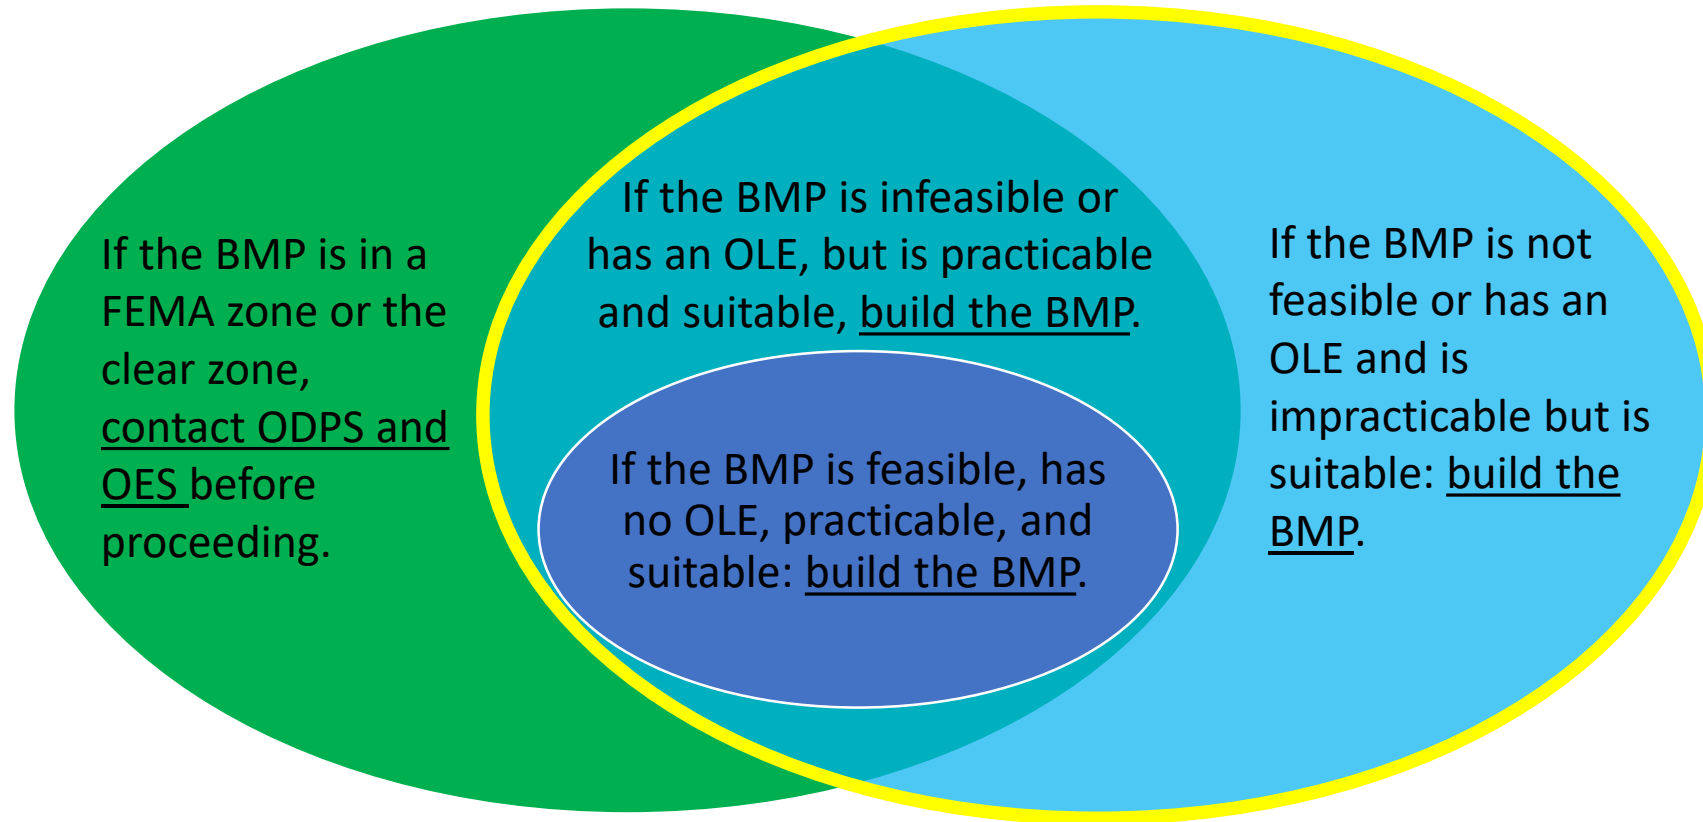 If the BMP is in a
FEMA zone or the
clear zone,
contact ODPS and
OES before
proceeding.
If the BMP is infeasible or
has an OLE, but is practicable
and suitable, build the BMP.
If the BMP is feasible, has
no OLE, practicable, and
suitable: build the BMP.
If the BMP is not
feasible or has an
OLE and is
impracticable but is
suitable: build the
BMP.